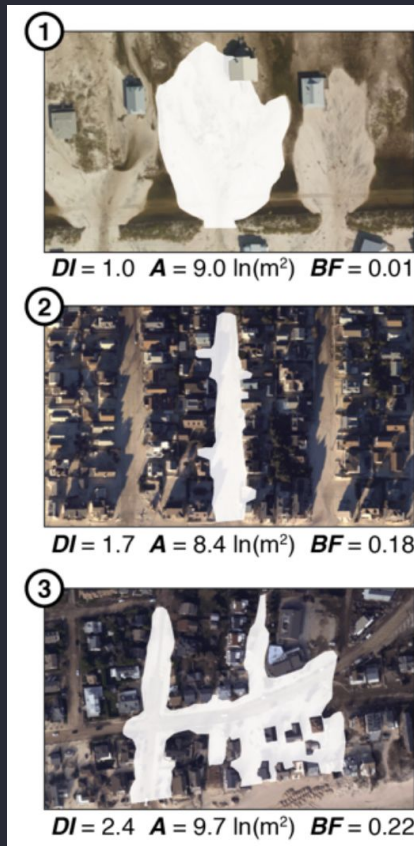 1
DI = 1.0 A = 9.0 ln(m²) BF = 0.01
2
DI = 1.7 A = 8.4 ln(m²) BF = 0.18
3
DI = 2.4 A = 9.7 ln(m²) BF = 0.22